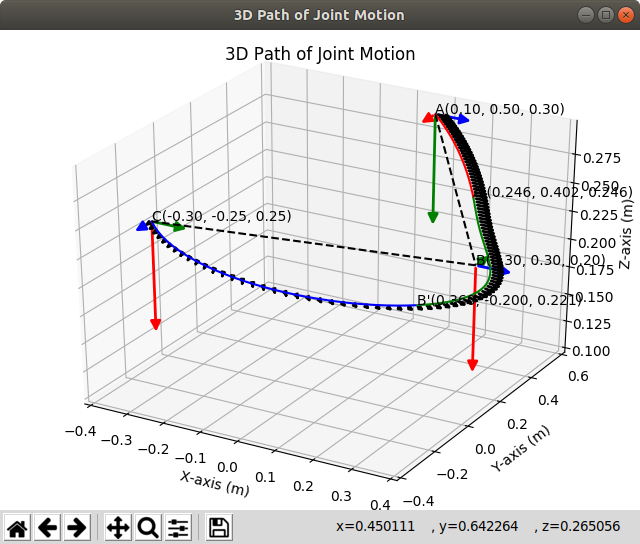 3D Path of Joint Motion
3D Path of Joint Motion
A(0.10, 0.50, 0.30)
(0.246, 0.402, 0.246)
C(-0.30, -0.25, 0.25)
30, 0.30, 0.20)
-0.200, 0.221)
0.275
0.250
0.225
0.200
0.175
0.150
0.125
0.100
Z-axis (m)
0.6
0.4
0.2
0.0
−0.2
−0.4
Y-axis (m)
−0.4
−0.3
−0.2
−0.1
0.0
0.1
0.2
0.3
0.4
X-axis (m)
x=0.450111 , y=0.642264 , z=0.265056